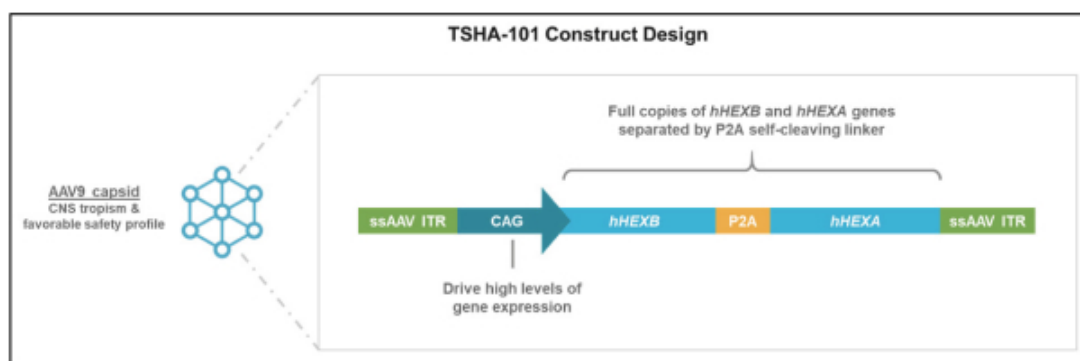 TSHA-101 Construct Design
Full copies of hHEXB and hHEXA genes
separated by P2A self-cleaving linker
AAV9 capsid
CNS tropism &
favorable safety profile
ssAAV ITR CAG hHEXB P2A hHEXA ssAAV ITR
Drive high levels of
gene expression